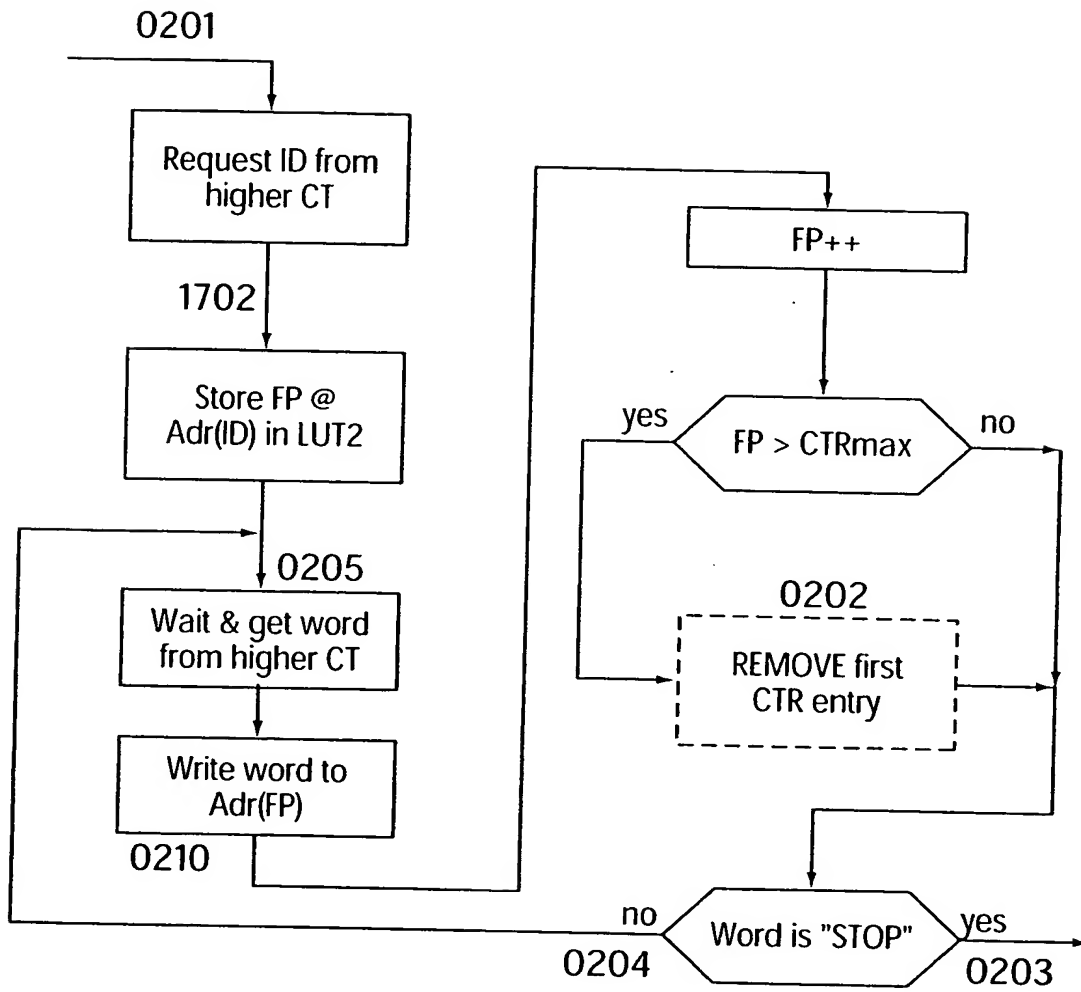 0201
Request ID from
higher CT
1702
Store FP @
Adr(ID) in LUT2
0205
Wait & get word
from higher CT
Write word to
Adr(FP)
0210
FP++
yes
FP > CTRmax
no
0202
REMOVE first
CTR entry
no
Word is "STOP"
yes
0204
0203